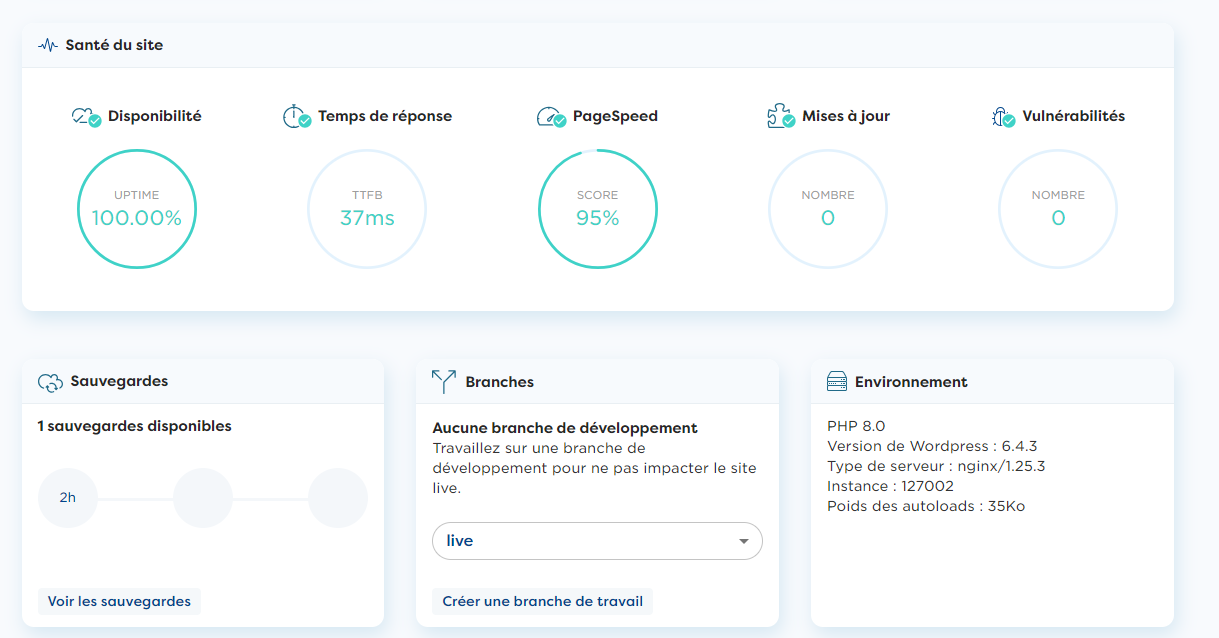 Santé du site
Disponibilité
Temps de réponse
PageSpeed
Mises à jour
Vulnérabilités
UPTIME
100.00%
TTFB
37ms
SCORE
95%
NOMBRE
0
NOMBRE
0
Sauvegardes
1 sauvegardes disponibles
2h
Voir les sauvegardes
Branches
Aucune branche de développement
Travaillez sur une branche de
développement pour ne pas impacter le site
live.
live
Créer une branche de travail
Environnement
PHP 8.0
Version de Wordpress : 6.4.3
Type de serveur : nginx/1.25.3
Instance : 127002
Poids des autoloads : 35Ko